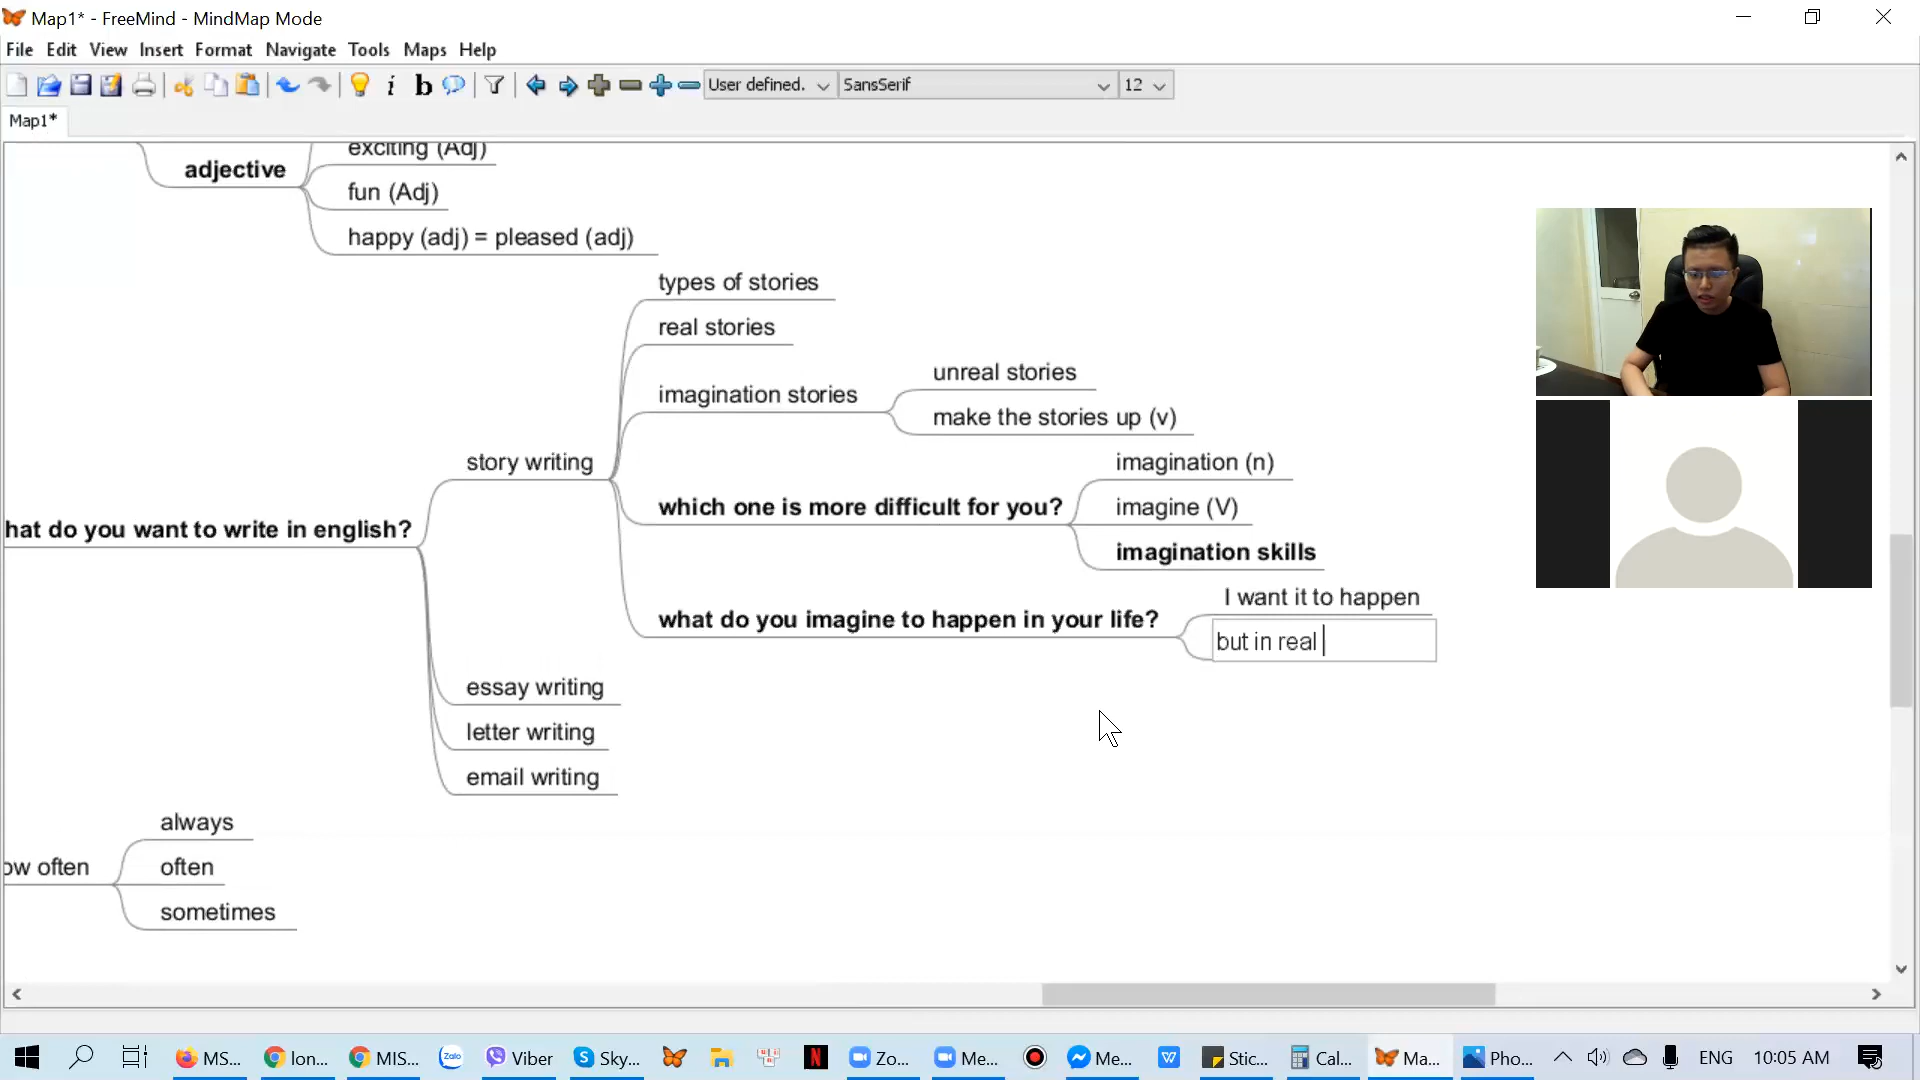 Map1* - FreeMind - MindMap Mode
File Edit View Insert Format Navigate Tools Maps Help
i b User defined. SansSerif 12
Map1*
exciting (Adj)
adjective
fun (Adj)
happy (adj) = pleased (adj)
types of stories
real stories
unreal stories
imagination stories
make the stories up (v)
story writing
imagination (n)
which one is more difficult for you?
imagine (V)
hat do you want to write in english?
imagination skills
I want it to happen
what do you imagine to happen in your life?
but in real
essay writing
letter writing
email writing
always
ow often
often
sometimes
MS... lon... MIS... Zalo Viber Sky... N Zo... Me... Me... W Stic... Cal... Ma... Pho... ENG 10:05 AM